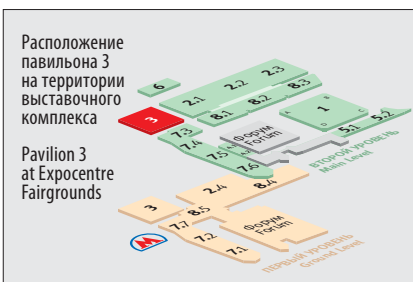 Расположение
павильона 3
на территории
выставочного
комплекса
Pavilion 3
at Expocentre
Fairgrounds
6
2.1 2.2 2.3
8.1 8.2 8.3
3
7.3
7.4
7.5
7.6
ФОРУМ
Forum
A
1
D
5.1 5.2
ВТОРОЙ УРОВЕНЬ
Main Level
3
2.4 8.4
8.5
7.7
7.2
7.1
ФОРУМ
Forum
М
ПЕРВЫЙ УРОВЕНЬ
Ground Level